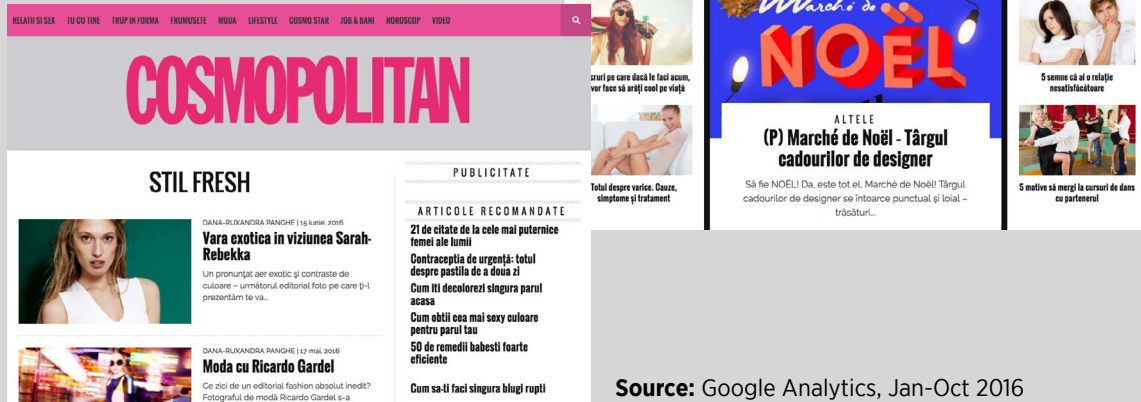 RELATII SI SEX TU CU TINE TRUP IN FORMA FRUMUSETE MODA LIFESTYLE COSMO STAR JOB & BANI HOROSCOP VIDEO
COSMOPOLITAN
STIL FRESH
DANA-RUXANDRA PANGHE | 15 iunie, 2016
Vara exotica in viziunea Sarah-
Rebekka
Un pronunţat aer exotic şi contraste de
culoare – următorul editorial foto pe care ţi-l
prezentăm te va...
DANA-RUXANDRA PANGHE | 17 mai, 2016
Moda cu Ricardo Gardel
Ce zici de un editorial fashion absolut inedit?
Fotograful de modă Ricardo Gardel s-a
PUBLICITATE
ARTICOLE RECOMANDATE
21 de citate de la cele mai puternice
femei ale lumii
Contraceptia de urgență: totul
despre pastila de a doua zi
Cum iti decolorezi singura parul
acasa
Cum obtii cea mai sexy culoare
pentru parul tau
50 de remedii babesti foarte
eficiente
Cum sa-ti faci singura blugi rupti
cruri pe care dacă le faci acum,
vor face să arăți cool pe viață
Totul despre varice. Cauze,
simptome și tratament
Marché de
NOËL
ALTELE
(P) Marché de Noël - Târgul
cadourilor de designer
Să fie NOËL! Da, este tot el, Marché de Noël! Târgul
cadourilor de designer se întoarce punctual și loial –
trăsături...
5 semne că ai o relație
nesatisfăcătoare
5 motive să mergi la cursuri de dans
cu partenerul
Source: Google Analytics, Jan-Oct 2016